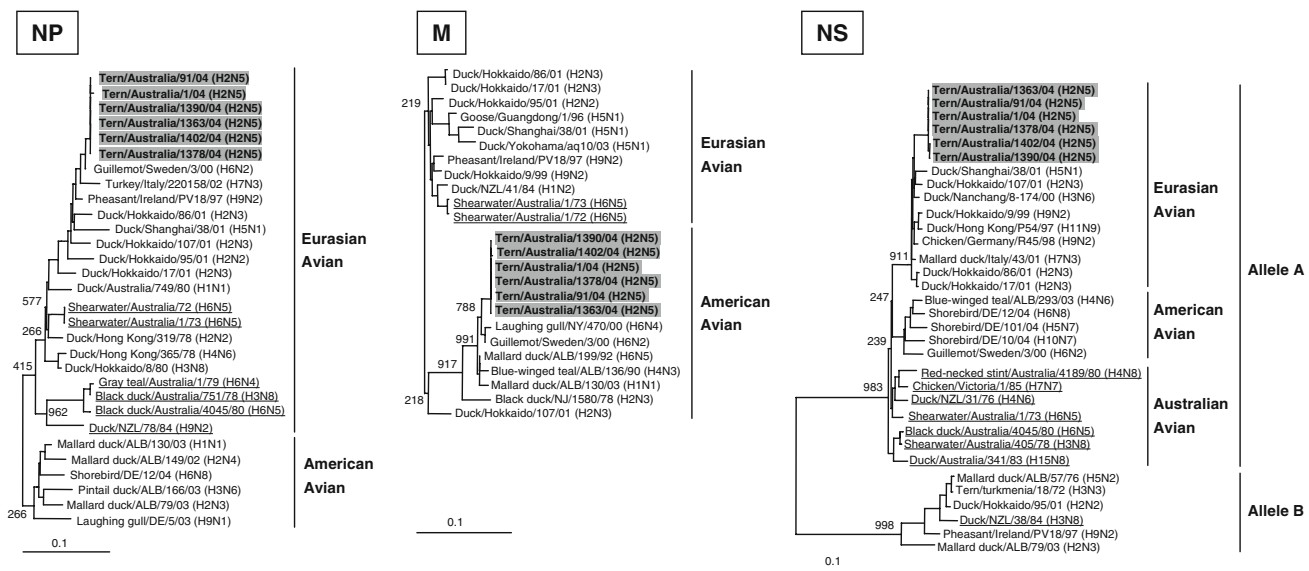 NP
Tern/Australia/91/04 (H2N5)
Tern/Australia/1/04 (H2N5)
Tern/Australia/1390/04 (H2N5)
Tern/Australia/1363/04 (H2N5)
Tern/Australia/1402/04 (H2N5)
Tern/Australia/1378/04 (H2N5)
Guillemot/Sweden/3/00 (H6N2)
Turkey/Italy/220158/02 (H7N3)
Pheasant/Ireland/PV18/97 (H9N2)
Duck/Hokkaido/86/01 (H2N3)
Duck/Shanghai/38/01 (H5N1)
Duck/Hokkaido/107/01 (H2N3)
Duck/Hokkaido/95/01 (H2N2)
Duck/Hokkaido/17/01 (H2N3)
Duck/Australia/749/80 (H1N1)
577
Shearwater/Australia/72 (H6N5)
Shearwater/Australia/1/73 (H6N5)
266
Duck/Hong Kong/319/78 (H2N2)
Duck/Hong Kong/365/78 (H4N6)
415
Duck/Hokkaido/8/80 (H3N8)
Gray teal/Australia/1/79 (H6N4)
Black duck/Australia/751/78 (H3N8)
962
Black duck/Australia/4045/80 (H6N5)
Duck/NZL/78/84 (H9N2)
Mallard duck/ALB/130/03 (H1N1)
Mallard duck/ALB/149/02 (H2N4)
Shorebird/DE/12/04 (H6N8)
Pintail duck/ALB/166/03 (H3N6)
Mallard duck/ALB/79/03 (H2N3)
266
Laughing gull/DE/5/03 (H9N1)
Eurasian
Avian
American
Avian
0.1
M
Duck/Hokkaido/86/01 (H2N3)
Duck/Hokkaido/17/01 (H2N3)
219
Duck/Hokkaido/95/01 (H2N2)
Goose/Guangdong/1/96 (H5N1)
Duck/Shanghai/38/01 (H5N1)
Duck/Yokohama/aq10/03 (H5N1)
Pheasant/Ireland/PV18/97 (H9N2)
Duck/Hokkaido/9/99 (H9N2)
Duck/NZL/41/84 (H1N2)
Shearwater/Australia/1/73 (H6N5)
Shearwater/Australia/1/72 (H6N5)
Tern/Australia/1390/04 (H2N5)
Tern/Australia/1402/04 (H2N5)
Tern/Australia/1/04 (H2N5)
Tern/Australia/1378/04 (H2N5)
Tern/Australia/91/04 (H2N5)
788
Tern/Australia/1363/04 (H2N5)
Laughing gull/NY/470/00 (H6N4)
991
Guillemot/Sweden/3/00 (H6N2)
Mallard duck/ALB/199/92 (H6N5)
917
Blue-winged teal/ALB/136/90 (H4N3)
Mallard duck/ALB/130/03 (H1N1)
Black duck/NJ/1580/78 (H2N3)
218
Duck/Hokkaido/107/01 (H2N3)
Eurasian
Avian
American
Avian
0.1
NS
Tern/Australia/1363/04 (H2N5)
Tern/Australia/91/04 (H2N5)
Tern/Australia/1/04 (H2N5)
Tern/Australia/1378/04 (H2N5)
Tern/Australia/1402/04 (H2N5)
Tern/Australia/1390/04 (H2N5)
Duck/Shanghai/38/01 (H5N1)
Duck/Hokkaido/107/01 (H2N3)
Duck/Nanchang/8-174/00 (H3N6)
Duck/Hokkaido/9/99 (H9N2)
Duck/Hong Kong/P54/97 (H11N9)
Chicken/Germany/R45/98 (H9N2)
911
Mallard duck/Italy/43/01 (H7N3)
Duck/Hokkaido/86/01 (H2N3)
Duck/Hokkaido/17/01 (H2N3)
247
Blue-winged teal/ALB/293/03 (H4N6)
Shorebird/DE/12/04 (H6N8)
Shorebird/DE/101/04 (H5N7)
239
Shorebird/DE/10/04 (H10N7)
Guillemot/Sweden/3/00 (H6N2)
Red-necked stint/Australia/4189/80 (H4N8)
983
Chicken/Victoria/1/85 (H7N7)
Duck/NZL/31/76 (H4N6)
Shearwater/Australia/1/73 (H6N5)
Black duck/Australia/4045/80 (H6N5)
Shearwater/Australia/405/78 (H3N8)
Duck/Australia/341/83 (H15N8)
Mallard duck/ALB/57/76 (H5N2)
Tern/turkmenia/18/72 (H3N3)
Duck/Hokkaido/95/01 (H2N2)
998
Duck/NZL/38/84 (H3N8)
Pheasant/Ireland/PV18/97 (H9N2)
Mallard duck/ALB/79/03 (H2N3)
Eurasian
Avian
American
Avian
Australian
Avian
Allele A
Allele B
0.1